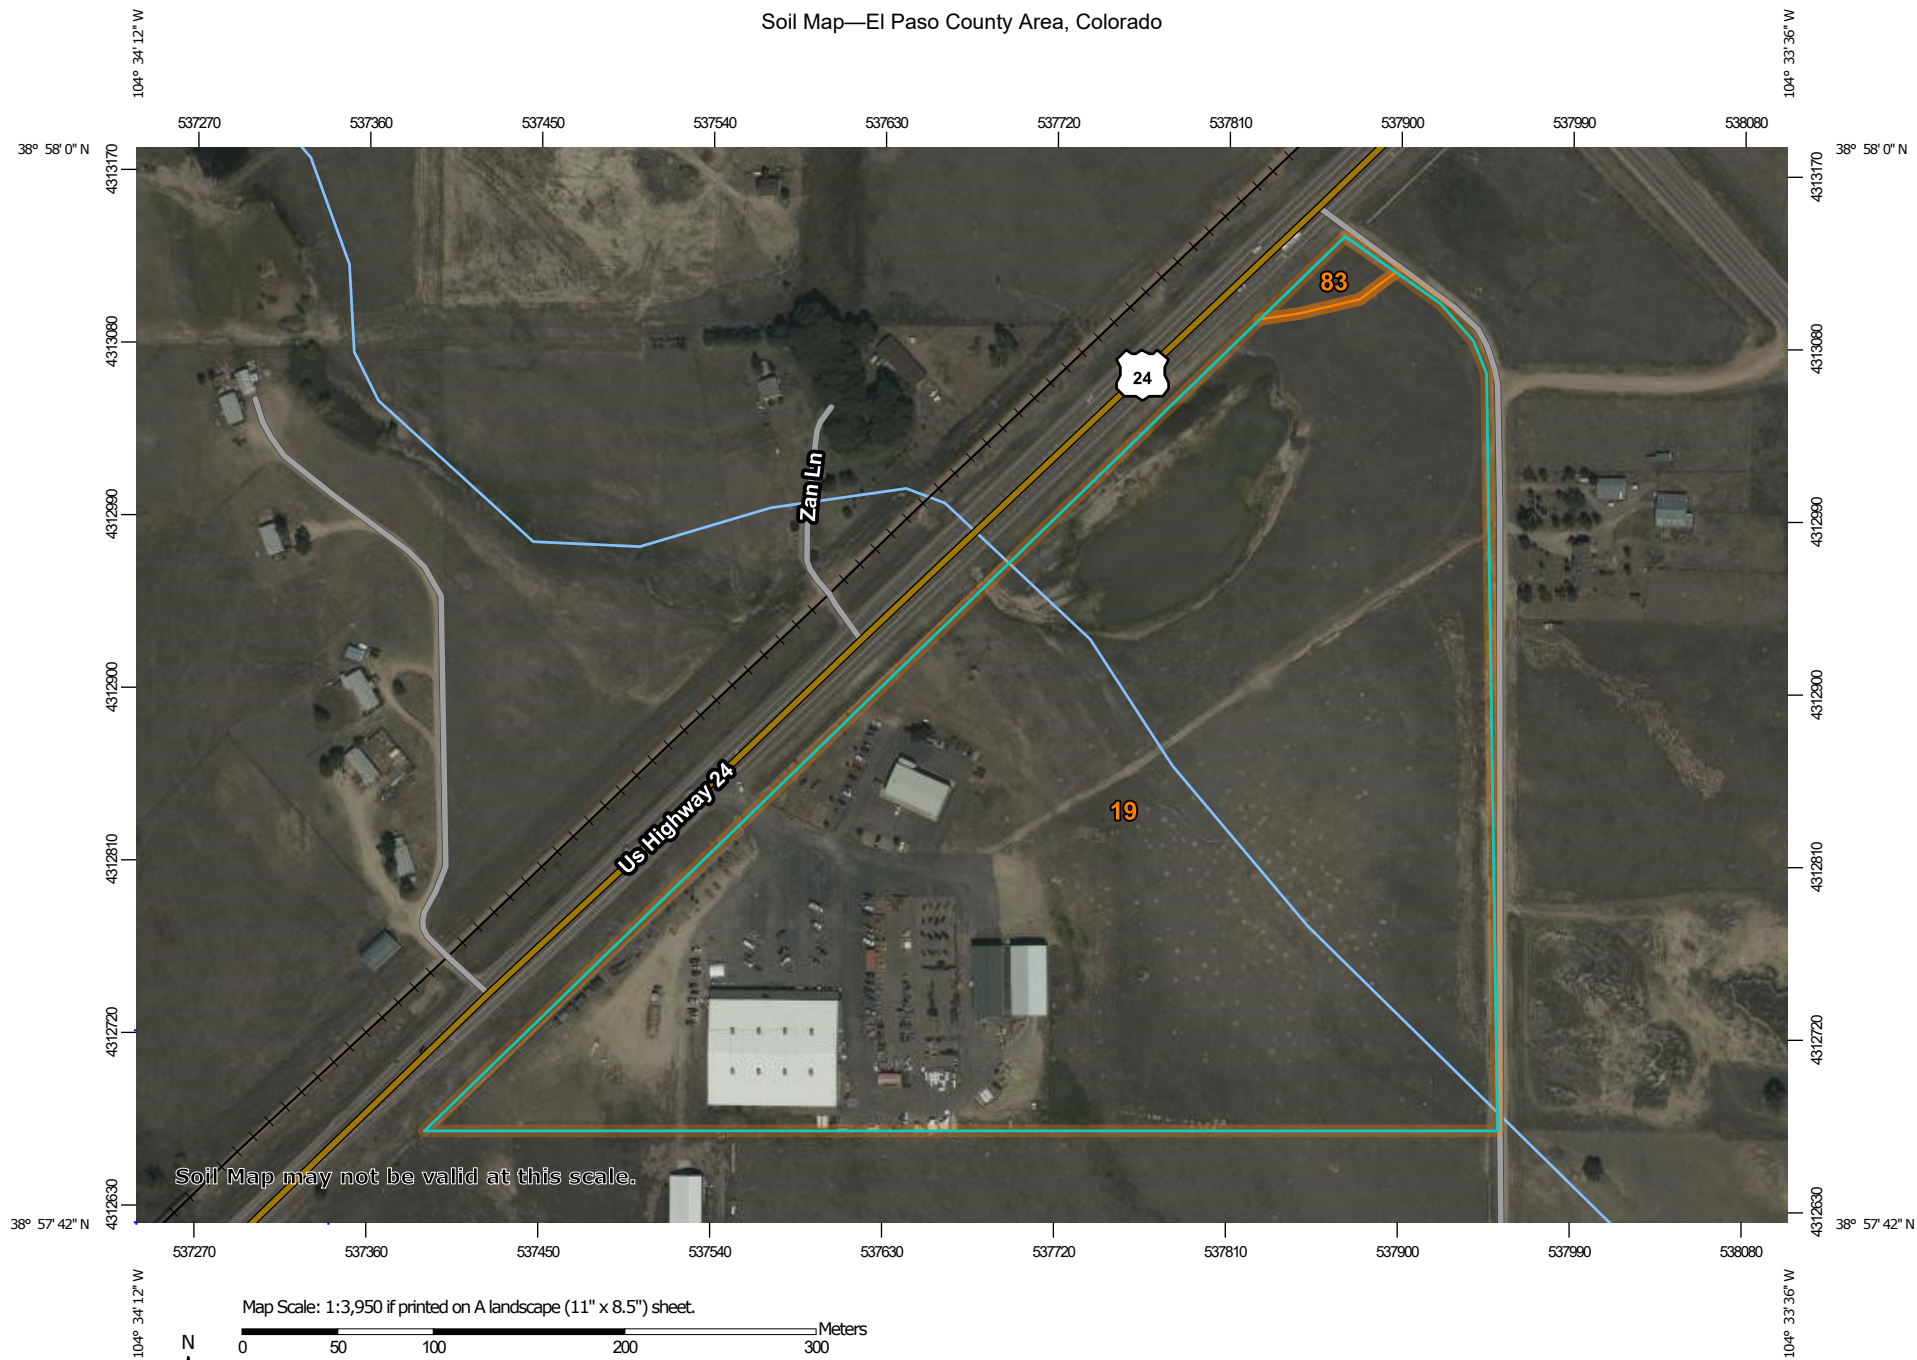 Soil Map—El Paso County Area, Colorado
104° 34' 12" W
104° 33' 36" W
537270 537360 537450 537540 537630 537720 537810 537900 537990 538080
38° 58' 0" N
38° 58' 0" N
4313170
4313170
83
4313080
4313080
24
Zan Ln
4312990
4312990
4312900
4312900
Us Highway 24
19
4312810
4312810
4312720
4312720
Soil Map may not be valid at this scale.
4312630
4312630
38° 57' 42" N
38° 57' 42" N
537270 537360 537450 537540 537630 537720 537810 537900 537990 538080
104° 34' 12" W
104° 33' 36" W
Map Scale: 1:3,950 if printed on A landscape (11" x 8.5") sheet.
Meters
N
0 50 100 200 300